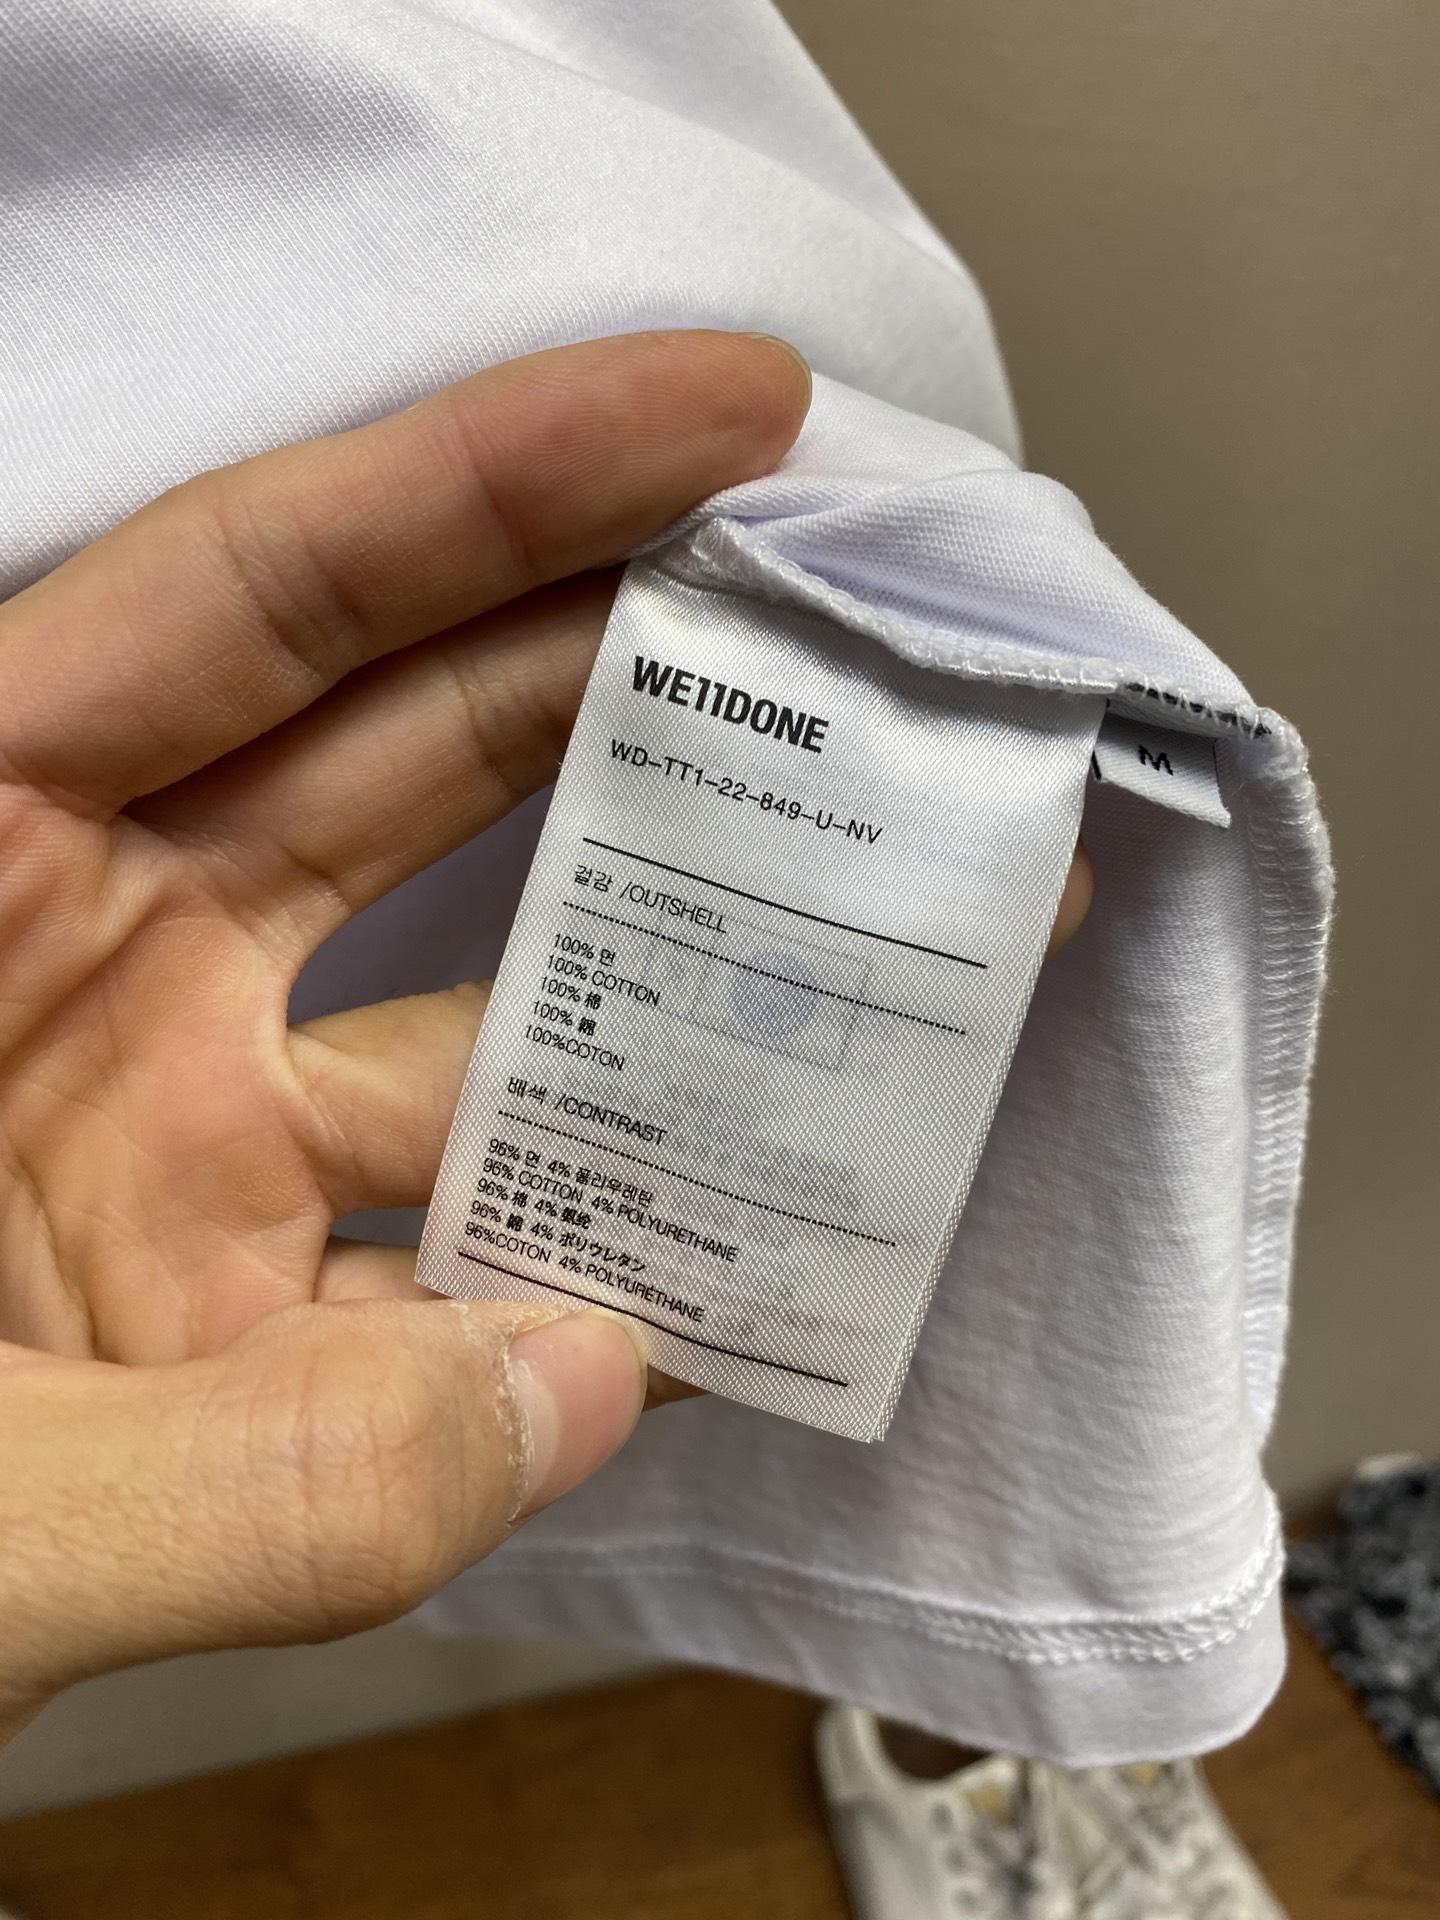 WE11DONE
WD-TT1-22-849-U-NV
M
겉감 /OUTSHELL
100% 면
100% COTTON
100% 棉
100% 綿
100%COTON
배색 /CONTRAST
96% 면 4% 폴리우레탄
96% COTTON 4% POLYURETHANE
96% 棉 4% 氨纶
96% 綿 4% ポリウレタン
96%COTON 4% POLYURÉTHANE